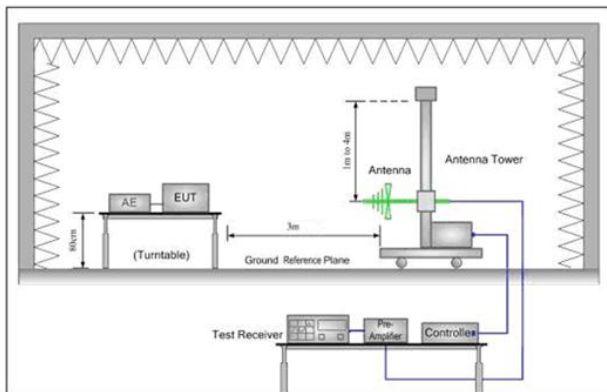 1m to 4m
Antenna
Antenna Tower
AE
EUT
80cm
(Turntable)
3m
Ground Reference Plane
Test Receiver
Pre-
Amplifier
Controller